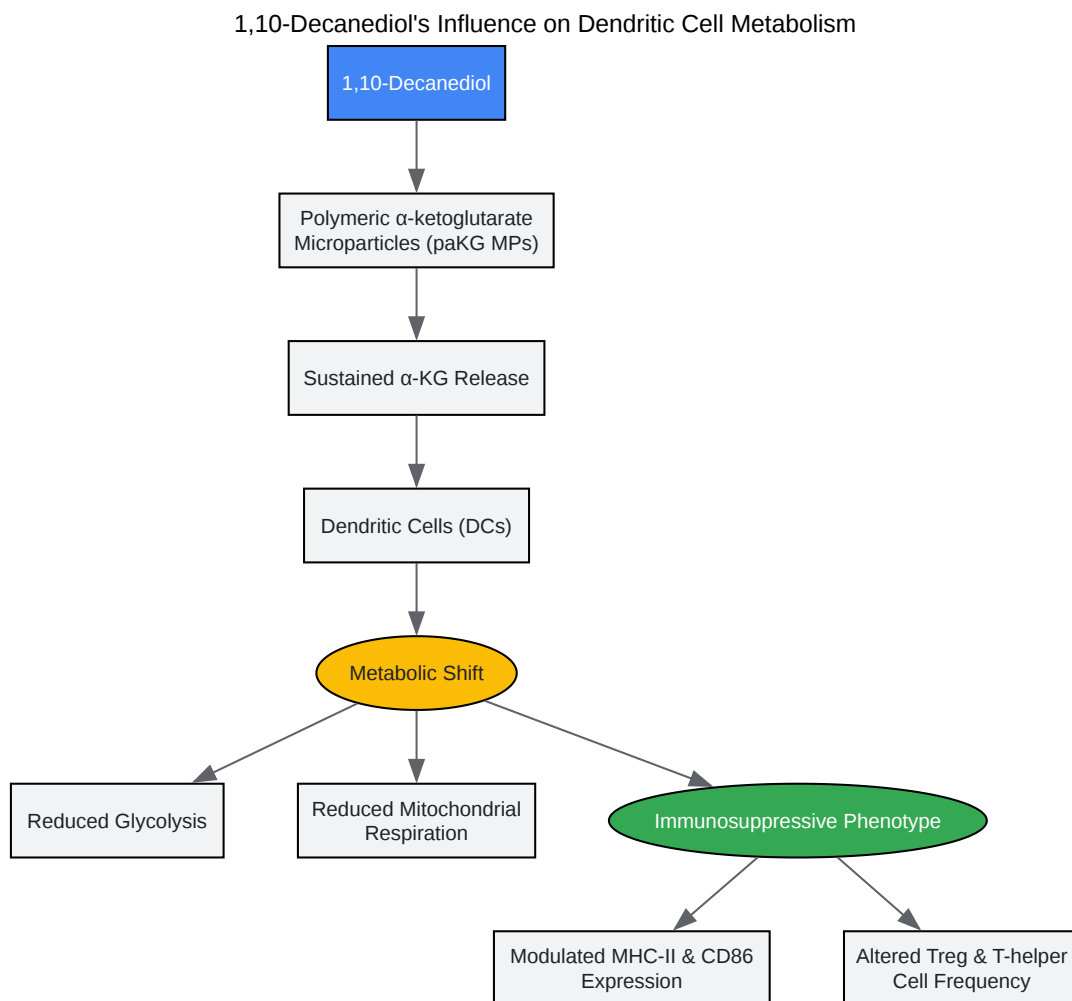 1,10-Decanediol's Influence on Dendritic Cell Metabolism
1,10-Decanediol
Polymeric α-ketoglutarate
Microparticles (paKG MPs)
Sustained α-KG Release
Dendritic Cells (DCs)
Metabolic Shift
Reduced Glycolysis
Reduced Mitochondrial
Respiration
Immunosuppressive Phenotype
Modulated MHC-II & CD86
Expression
Altered Treg & T-helper
Cell Frequency